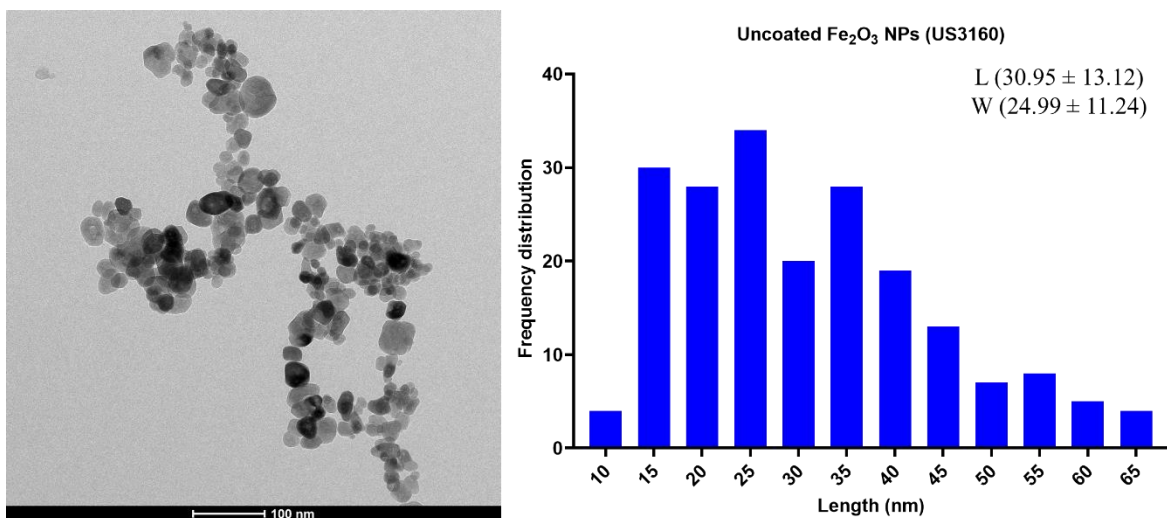 100 nm
Uncoated Fe₂O₃ NPs (US3160)
L (30.95 ± 13.12)
W (24.99 ± 11.24)
Frequency distribution
40
30
20
10
0
10 15 20 25 30 35 40 45 50 55 60 65
Length (nm)